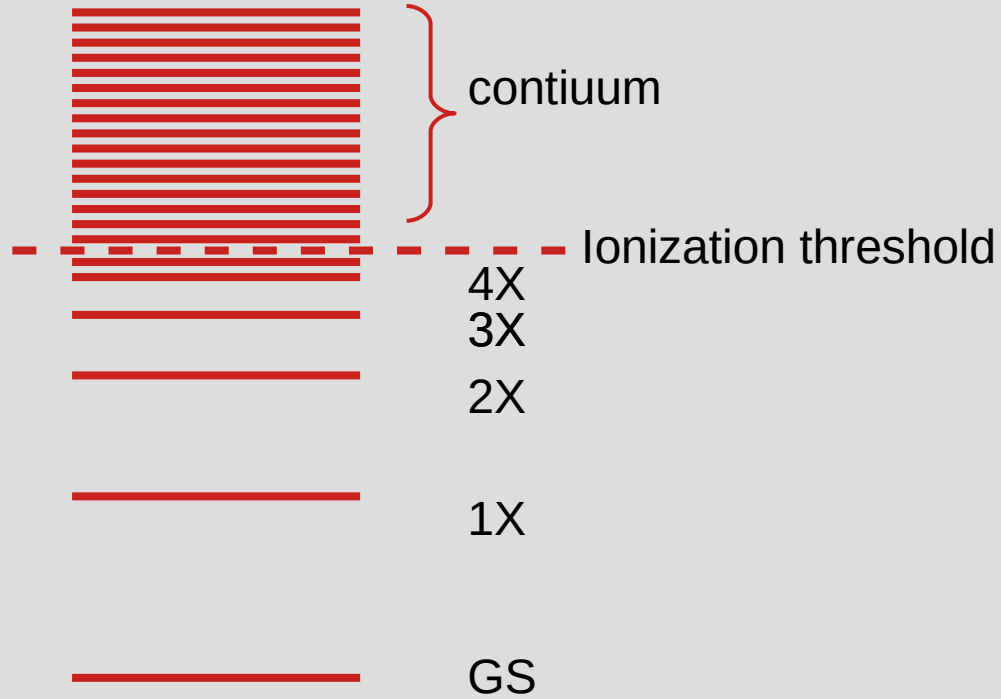 contiuum
Ionization threshold
4X
3X
2X
1X
GS